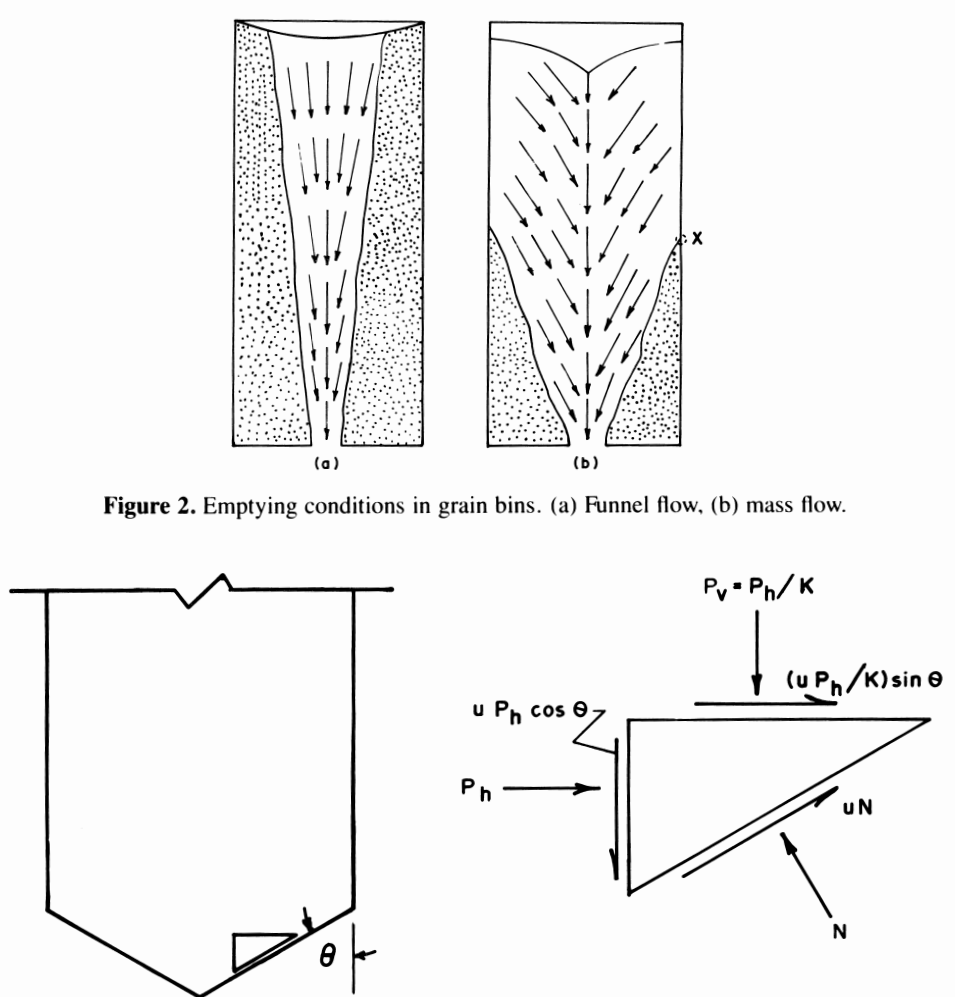 X
(a) (b)
Figure 2. Emptying conditions in grain bins. (a) Funnel flow, (b) mass flow.
P_v = P_h/K
(u P_h/K) sin θ
u P_h cos θ
P_h
uN
N
θ